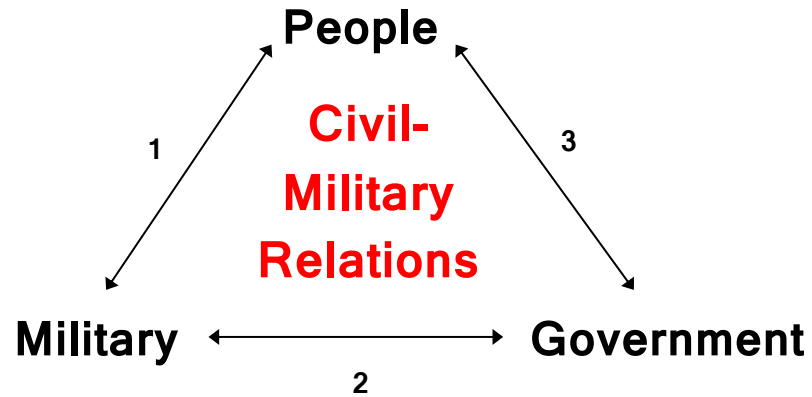 People
Civil-
1
3
Military
Relations
Military
Government
2